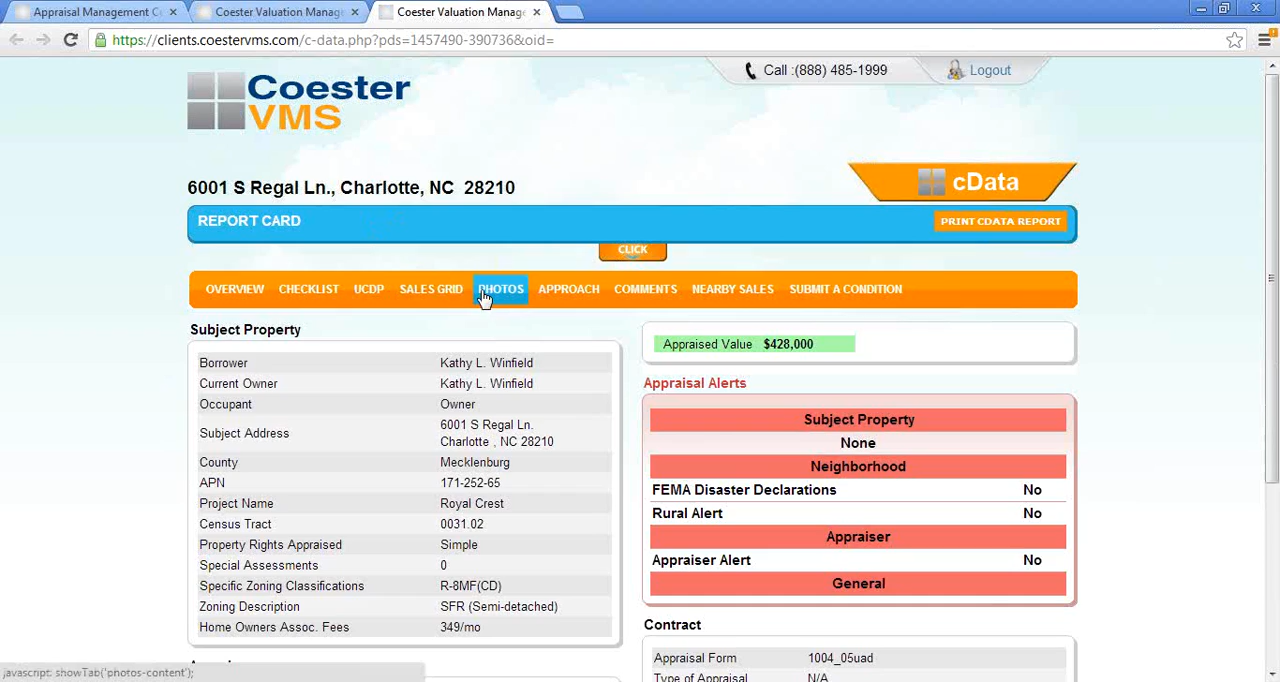 Appraisal Management C
Coester Valuation Manag
Coester Valuation Manag
https://clients.coestervms.com/c-data.php?pds=1457490-390736&oid=
Call :(888) 485-1999
Logout
Coester
VMS
6001 S Regal Ln., Charlotte, NC 28210
cData
REPORT CARD
PRINT CDATA REPORT
CLICK
OVERVIEW CHECKLIST UCDP SALES GRID PHOTOS APPROACH COMMENTS NEARBY SALES SUBMIT A CONDITION
Subject Property
Borrower Kathy L. Winfield
Current Owner Kathy L. Winfield
Occupant Owner
Subject Address 6001 S Regal Ln.
Charlotte , NC 28210
County Mecklenburg
APN 171-252-65
Project Name Royal Crest
Census Tract 0031.02
Property Rights Appraised Simple
Special Assessments 0
Specific Zoning Classifications R-8MF(CD)
Zoning Description SFR (Semi-detached)
Home Owners Assoc. Fees 349/mo
Appraised Value $428,000
Appraisal Alerts
Subject Property
None
Neighborhood
FEMA Disaster Declarations No
Rural Alert No
Appraiser
Appraiser Alert No
General
Contract
Appraisal Form 1004_05uad
Type of Appraisal N/A
javascript: showTab('photos-content');